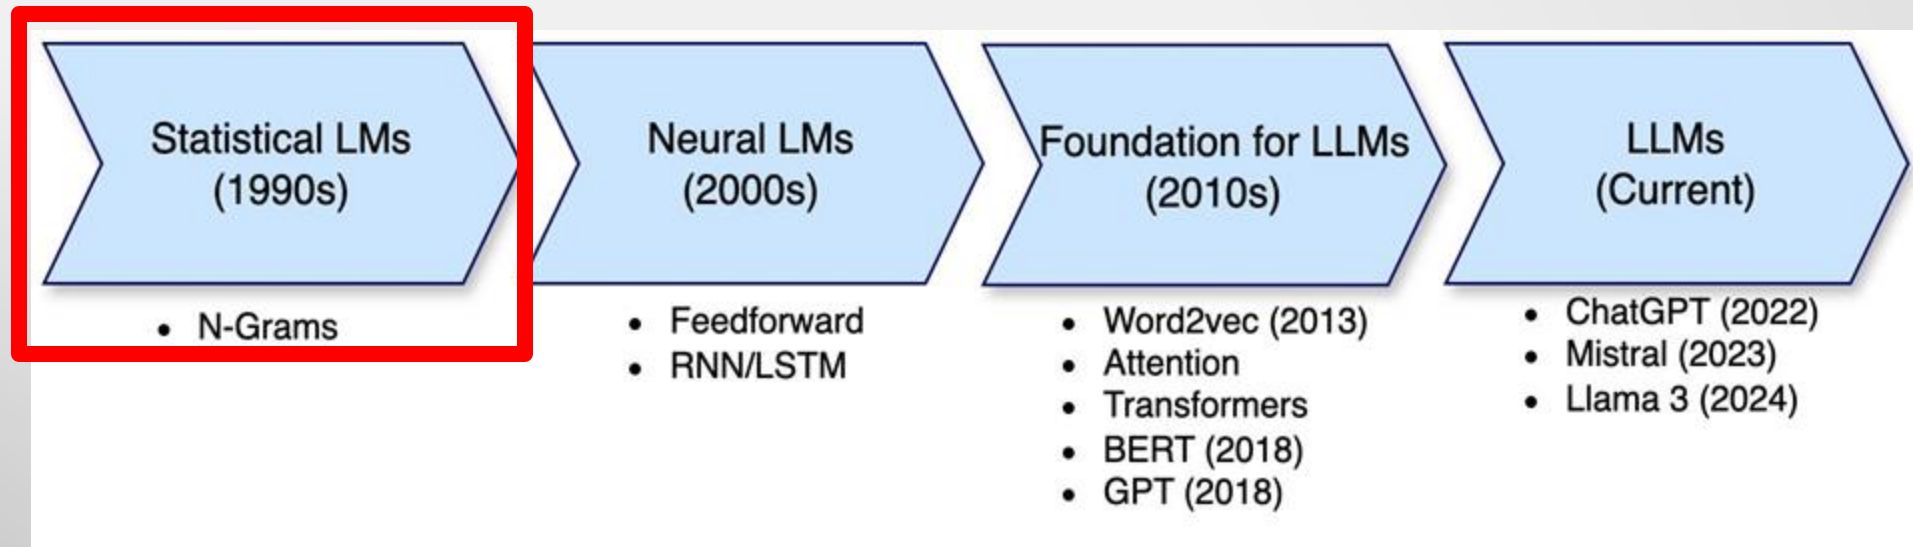 Statistical LMs
(1990s)
• N-Grams
Neural LMs
(2000s)
• Feedforward
• RNN/LSTM
Foundation for LLMs
(2010s)
• Word2vec (2013)
• Attention
• Transformers
• BERT (2018)
• GPT (2018)
LLMs
(Current)
• ChatGPT (2022)
• Mistral (2023)
• Llama 3 (2024)